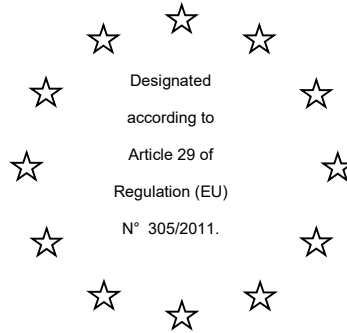 Designated
according to
Article 29 of
Regulation (EU)
N° 305/2011.